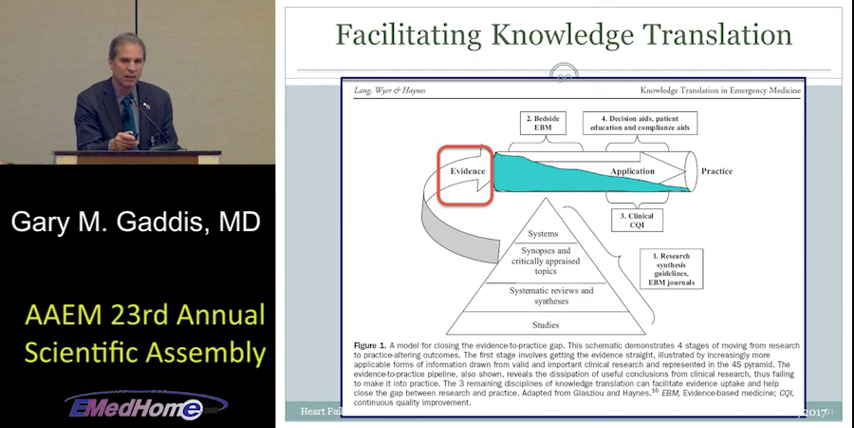 Gary M. Gaddis, MD
AAEM 23rd Annual
Scientific Assembly
EMedHome
Facilitating Knowledge Translation
Lang, Wyer & Haynes
Knowledge Translation in Emergency Medicine
2. Bedside
EBM
4. Decision aids, patient
education and compliance aids
Evidence
Application
Practice
3. Clinical
CQI
Systems
Synopses and
critically appraised
topics
Systematic reviews and
syntheses
Studies
1. Research
synthesis
guidelines,
EBM journals
Figure 1. A model for closing the evidence-to-practice gap. This schematic demonstrates 4 stages of moving from research
to practice-altering outcomes. The first stage involves getting the evidence straight, illustrated by increasingly more
applicable forms of information drawn from valid and important clinical research and represented in the 4S pyramid. The
evidence-to-practice pipeline, also shown, reveals the dissipation of useful conclusions from clinical research, thus failing
to make it into practice. The 3 remaining disciplines of knowledge translation can facilitate evidence uptake and help
close the gap between research and practice. Adapted from Glasziou and Haynes.16 EBM, Evidence-based medicine; CQI,
continuous quality improvement.
Heart Fai
/2017